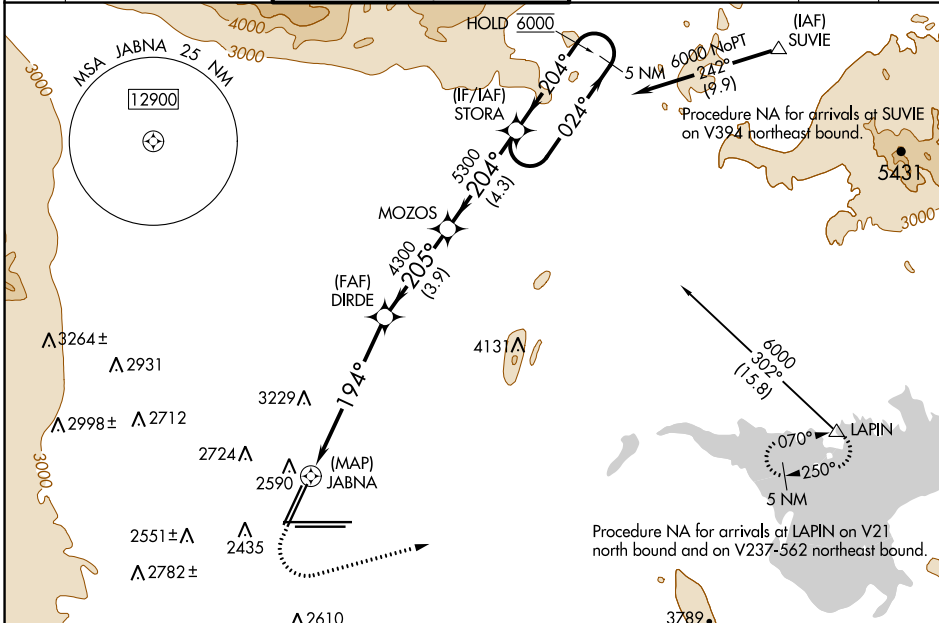 4000
3000
3000
MSA JABNA 25 NM
12900
HOLD 6000
5 NM
6000 NoPT
242°
(9.9)
(IAF)
SUVIE
Procedure NA for arrivals at SUVIE
on V394 northeast bound.
5431
3000
204°
024°
(IF/IAF)
STORA
5300
204°
(4.3)
MOZOS
4300
205°
(3.9)
(FAF)
DIRDE
194°
3264 ±
2931
4131
3229
2998 ±
2712
3000
2724
2590
(MAP)
JABNA
6000
302°
(15.8)
LAPIN
070°
250°
5 NM
2551 ±
2435
2782 ±
Procedure NA for arrivals at LAPIN on V21
north bound and on V237-562 northeast bound.
2610
3789